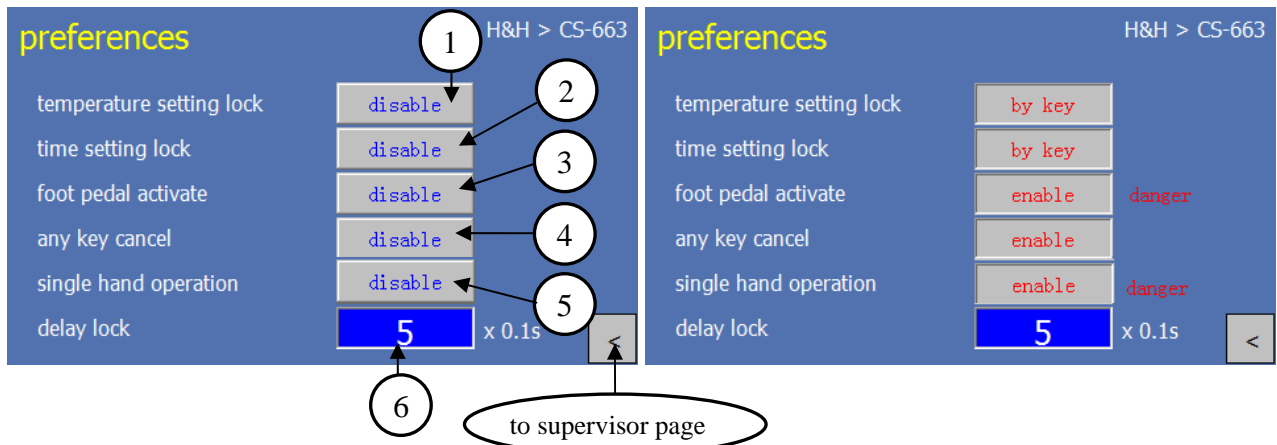 preferences
H&H > CS-663
1
temperature setting lock
disable
2
time setting lock
disable
3
foot pedal activate
disable
any key cancel
disable
4
single hand operation
disable
5
delay lock
5
x 0.1s
<
6
to supervisor page
preferences
H&H > CS-663
temperature setting lock
by key
time setting lock
by key
foot pedal activate
enable
danger
any key cancel
enable
single hand operation
enable
danger
delay lock
5
x 0.1s
<